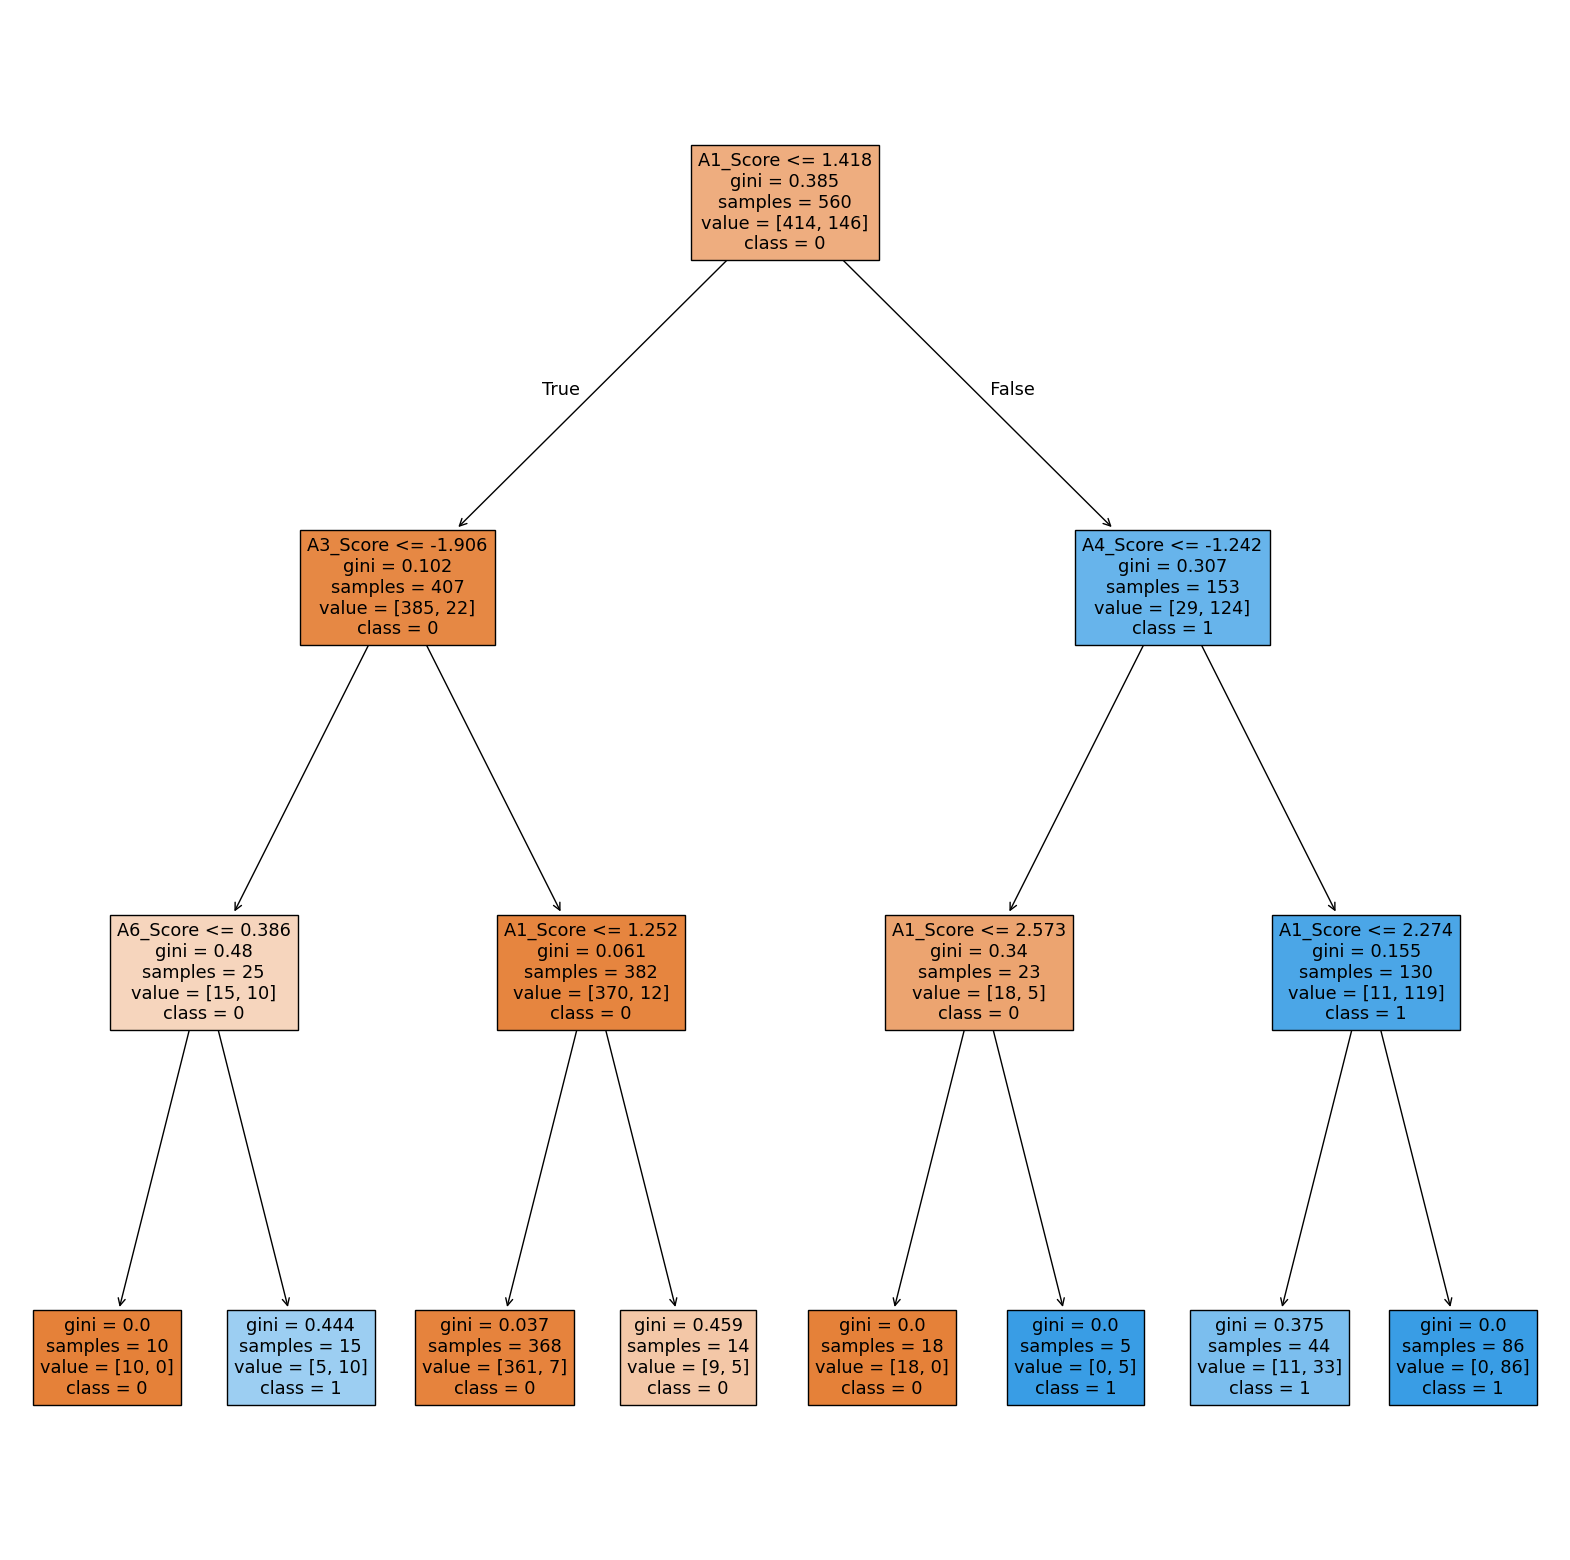 A1_Score <= 1.418
gini = 0.385
samples = 560
value = [414, 146]
class = 0
True
False
A3_Score <= -1.906
gini = 0.102
samples = 407
value = [385, 22]
class = 0
A4_Score <= -1.242
gini = 0.307
samples = 153
value = [29, 124]
class = 1
A6_Score <= 0.386
gini = 0.48
samples = 25
value = [15, 10]
class = 0
A1_Score <= 1.252
gini = 0.061
samples = 382
value = [370, 12]
class = 0
A1_Score <= 2.573
gini = 0.34
samples = 23
value = [18, 5]
class = 0
A1_Score <= 2.274
gini = 0.155
samples = 130
value = [11, 119]
class = 1
gini = 0.0
samples = 10
value = [10, 0]
class = 0
gini = 0.444
samples = 15
value = [5, 10]
class = 1
gini = 0.037
samples = 368
value = [361, 7]
class = 0
gini = 0.459
samples = 14
value = [9, 5]
class = 0
gini = 0.0
samples = 18
value = [18, 0]
class = 0
gini = 0.0
samples = 5
value = [0, 5]
class = 1
gini = 0.375
samples = 44
value = [11, 33]
class = 1
gini = 0.0
samples = 86
value = [0, 86]
class = 1